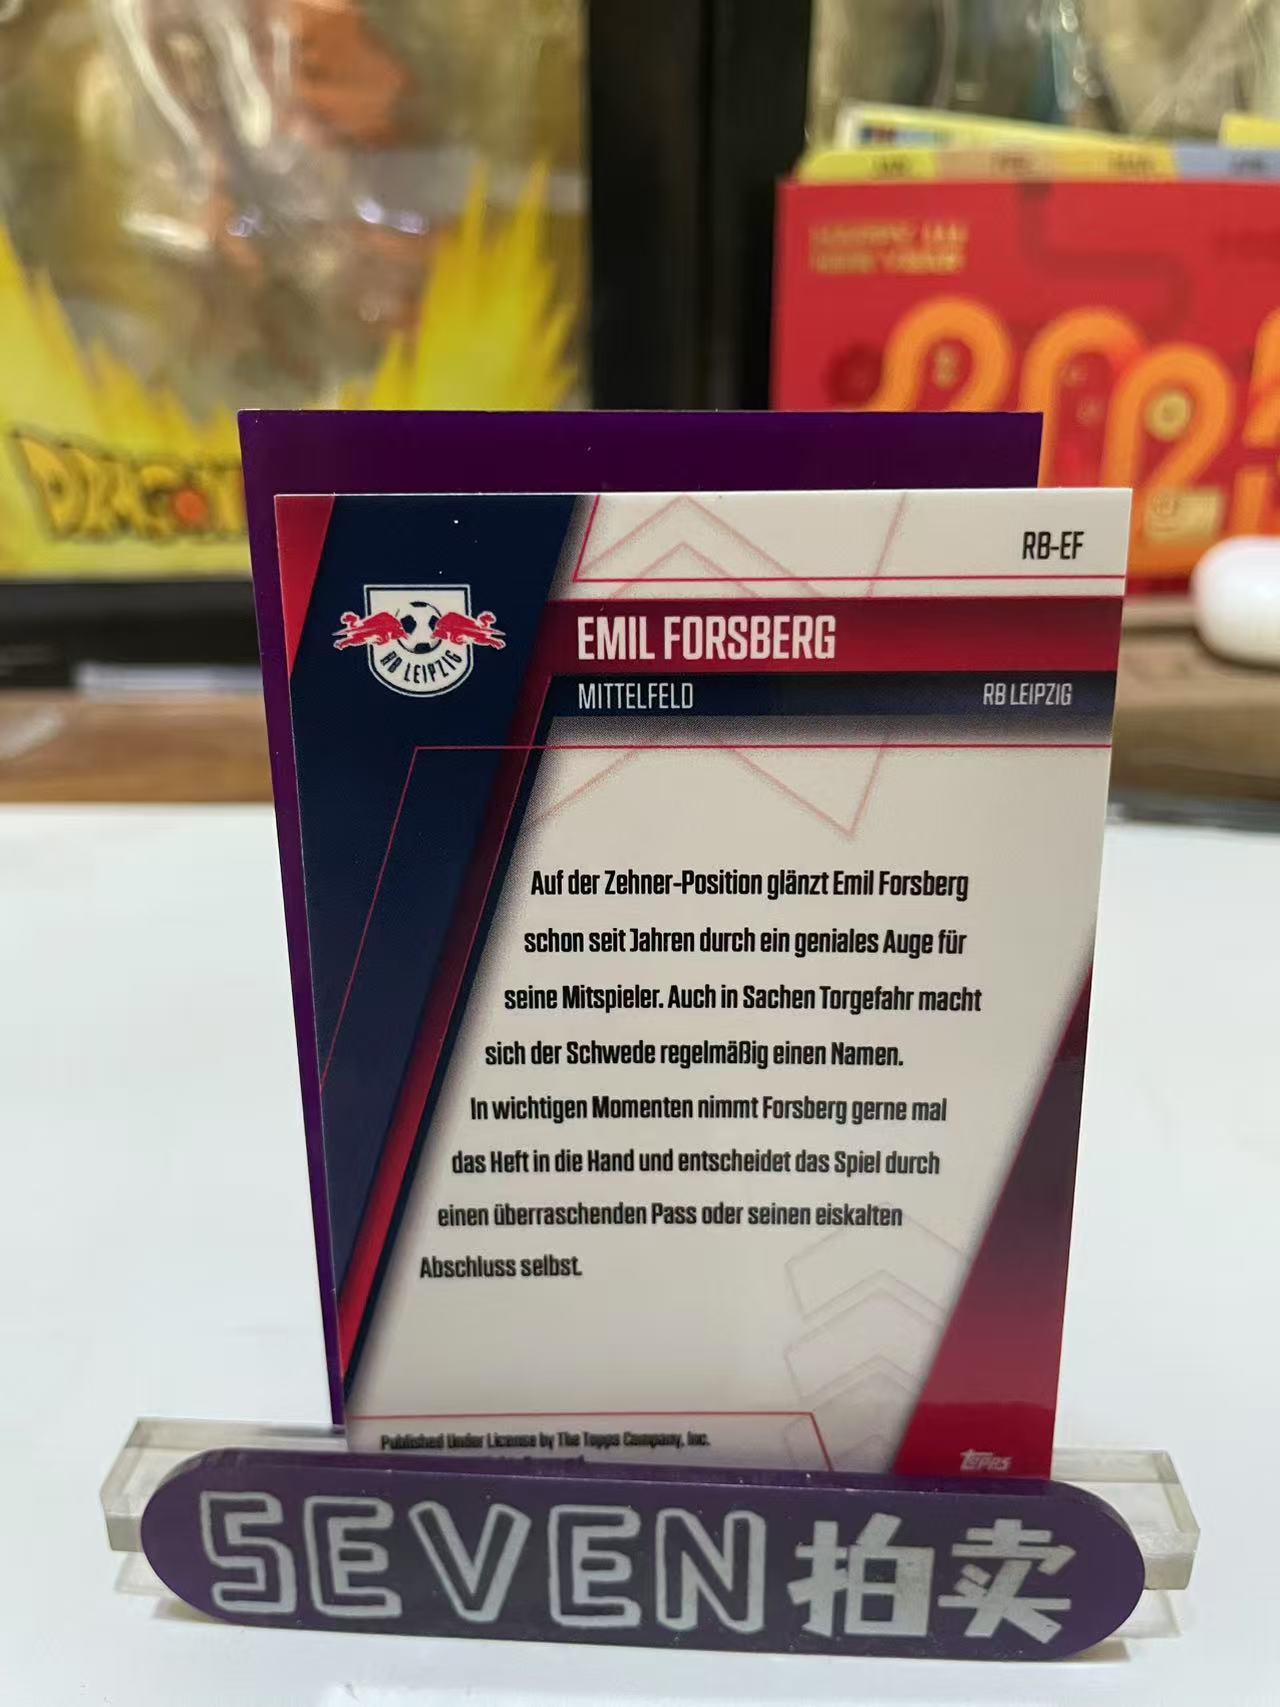 DRAGON
202
RB-EF
RB LEIPZIG
EMIL FORSBERG
MITTELFELD
RB LEIPZIG
Auf der Zehner-Position glänzt Emil Forsberg
schon seit Jahren durch ein geniales Auge für
seine Mitspieler. Auch in Sachen Torgefahr macht
sich der Schwede regelmäßig einen Namen.
In wichtigen Momenten nimmt Forsberg gerne mal
das Heft in die Hand und entscheidet das Spiel durch
einen überraschenden Pass oder seinen eiskalten
Abschluss selbst.
Published Under License by The Topps Company, Inc.
TOPPS
SEVEN拍卖